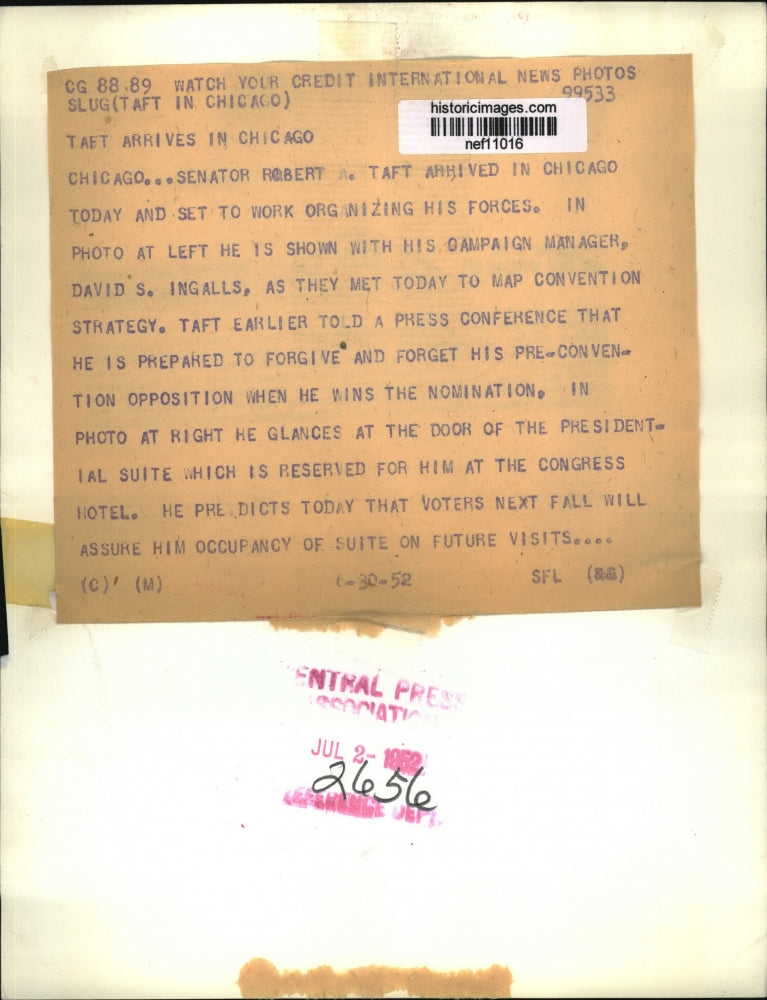 CG 88.89 WATCH YOUR CREDIT INTERNATIONAL NEWS PHOTOS
SLUG(TAFT IN CHICAGO) 99533
historicimages.com
nef11016
TAFT ARRIVES IN CHICAGO
CHICAGO...SENATOR ROBERT A. TAFT ARRIVED IN CHICAGO
TODAY AND SET TO WORK ORGANIZING HIS FORCES. IN
PHOTO AT LEFT HE IS SHOWN WITH HIS CAMPAIGN MANAGER,
DAVID S. INGALLS, AS THEY MET TODAY TO MAP CONVENTION
STRATEGY. TAFT EARLIER TOLD A PRESS CONFERENCE THAT
HE IS PREPARED TO FORGIVE AND FORGET HIS PRE-CONVEN-
TION OPPOSITION WHEN HE WINS THE NOMINATION. IN
PHOTO AT RIGHT HE GLANCES AT THE DOOR OF THE PRESIDENT-
IAL SUITE WHICH IS RESERVED FOR HIM AT THE CONGRESS
HOTEL. HE PRE.DICTS TODAY THAT VOTERS NEXT FALL WILL
ASSURE HIM OCCUPANCY OF SUITE ON FUTURE VISITS....
(C)' (M) 6-30-52 SFL
ENTRAL PRESS
ASSOCIATION
JUL 2- 1952
2656
REFERENCE DEPT.